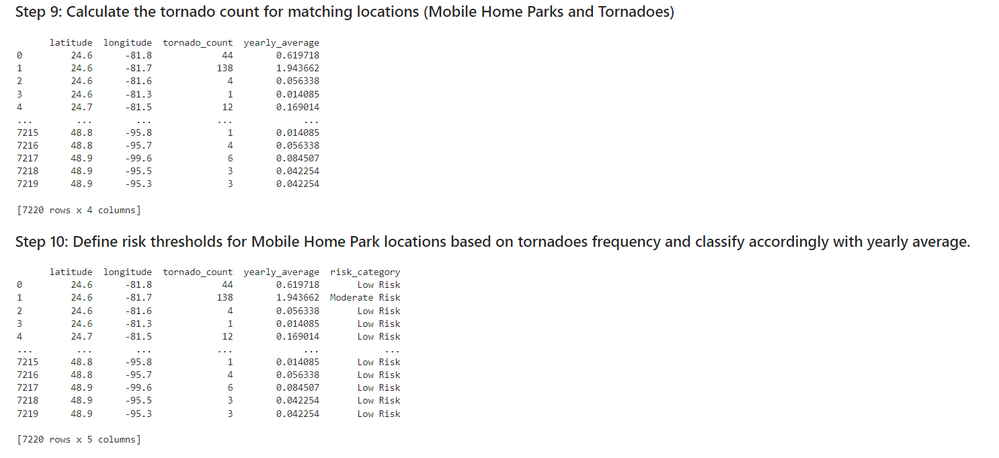 Step 9: Calculate the tornado count for matching locations (Mobile Home Parks and Tornadoes)
latitude longitude tornado_count yearly_average
0 24.6 -81.8 44 0.619718
1 24.6 -81.7 138 1.943662
2 24.6 -81.6 4 0.056338
3 24.6 -81.3 1 0.014085
4 24.7 -81.5 12 0.169014
... ... ... ... ...
7215 48.8 -95.8 1 0.014085
7216 48.8 -95.7 4 0.056338
7217 48.9 -99.6 6 0.084507
7218 48.9 -95.5 3 0.042254
7219 48.9 -95.3 3 0.042254
[7220 rows x 4 columns]
Step 10: Define risk thresholds for Mobile Home Park locations based on tornadoes frequency and classify accordingly with yearly average.
latitude longitude tornado_count yearly_average risk_category
0 24.6 -81.8 44 0.619718 Low Risk
1 24.6 -81.7 138 1.943662 Moderate Risk
2 24.6 -81.6 4 0.056338 Low Risk
3 24.6 -81.3 1 0.014085 Low Risk
4 24.7 -81.5 12 0.169014 Low Risk
... ... ... ... ... ...
7215 48.8 -95.8 1 0.014085 Low Risk
7216 48.8 -95.7 4 0.056338 Low Risk
7217 48.9 -99.6 6 0.084507 Low Risk
7218 48.9 -95.5 3 0.042254 Low Risk
7219 48.9 -95.3 3 0.042254 Low Risk
[7220 rows x 5 columns]